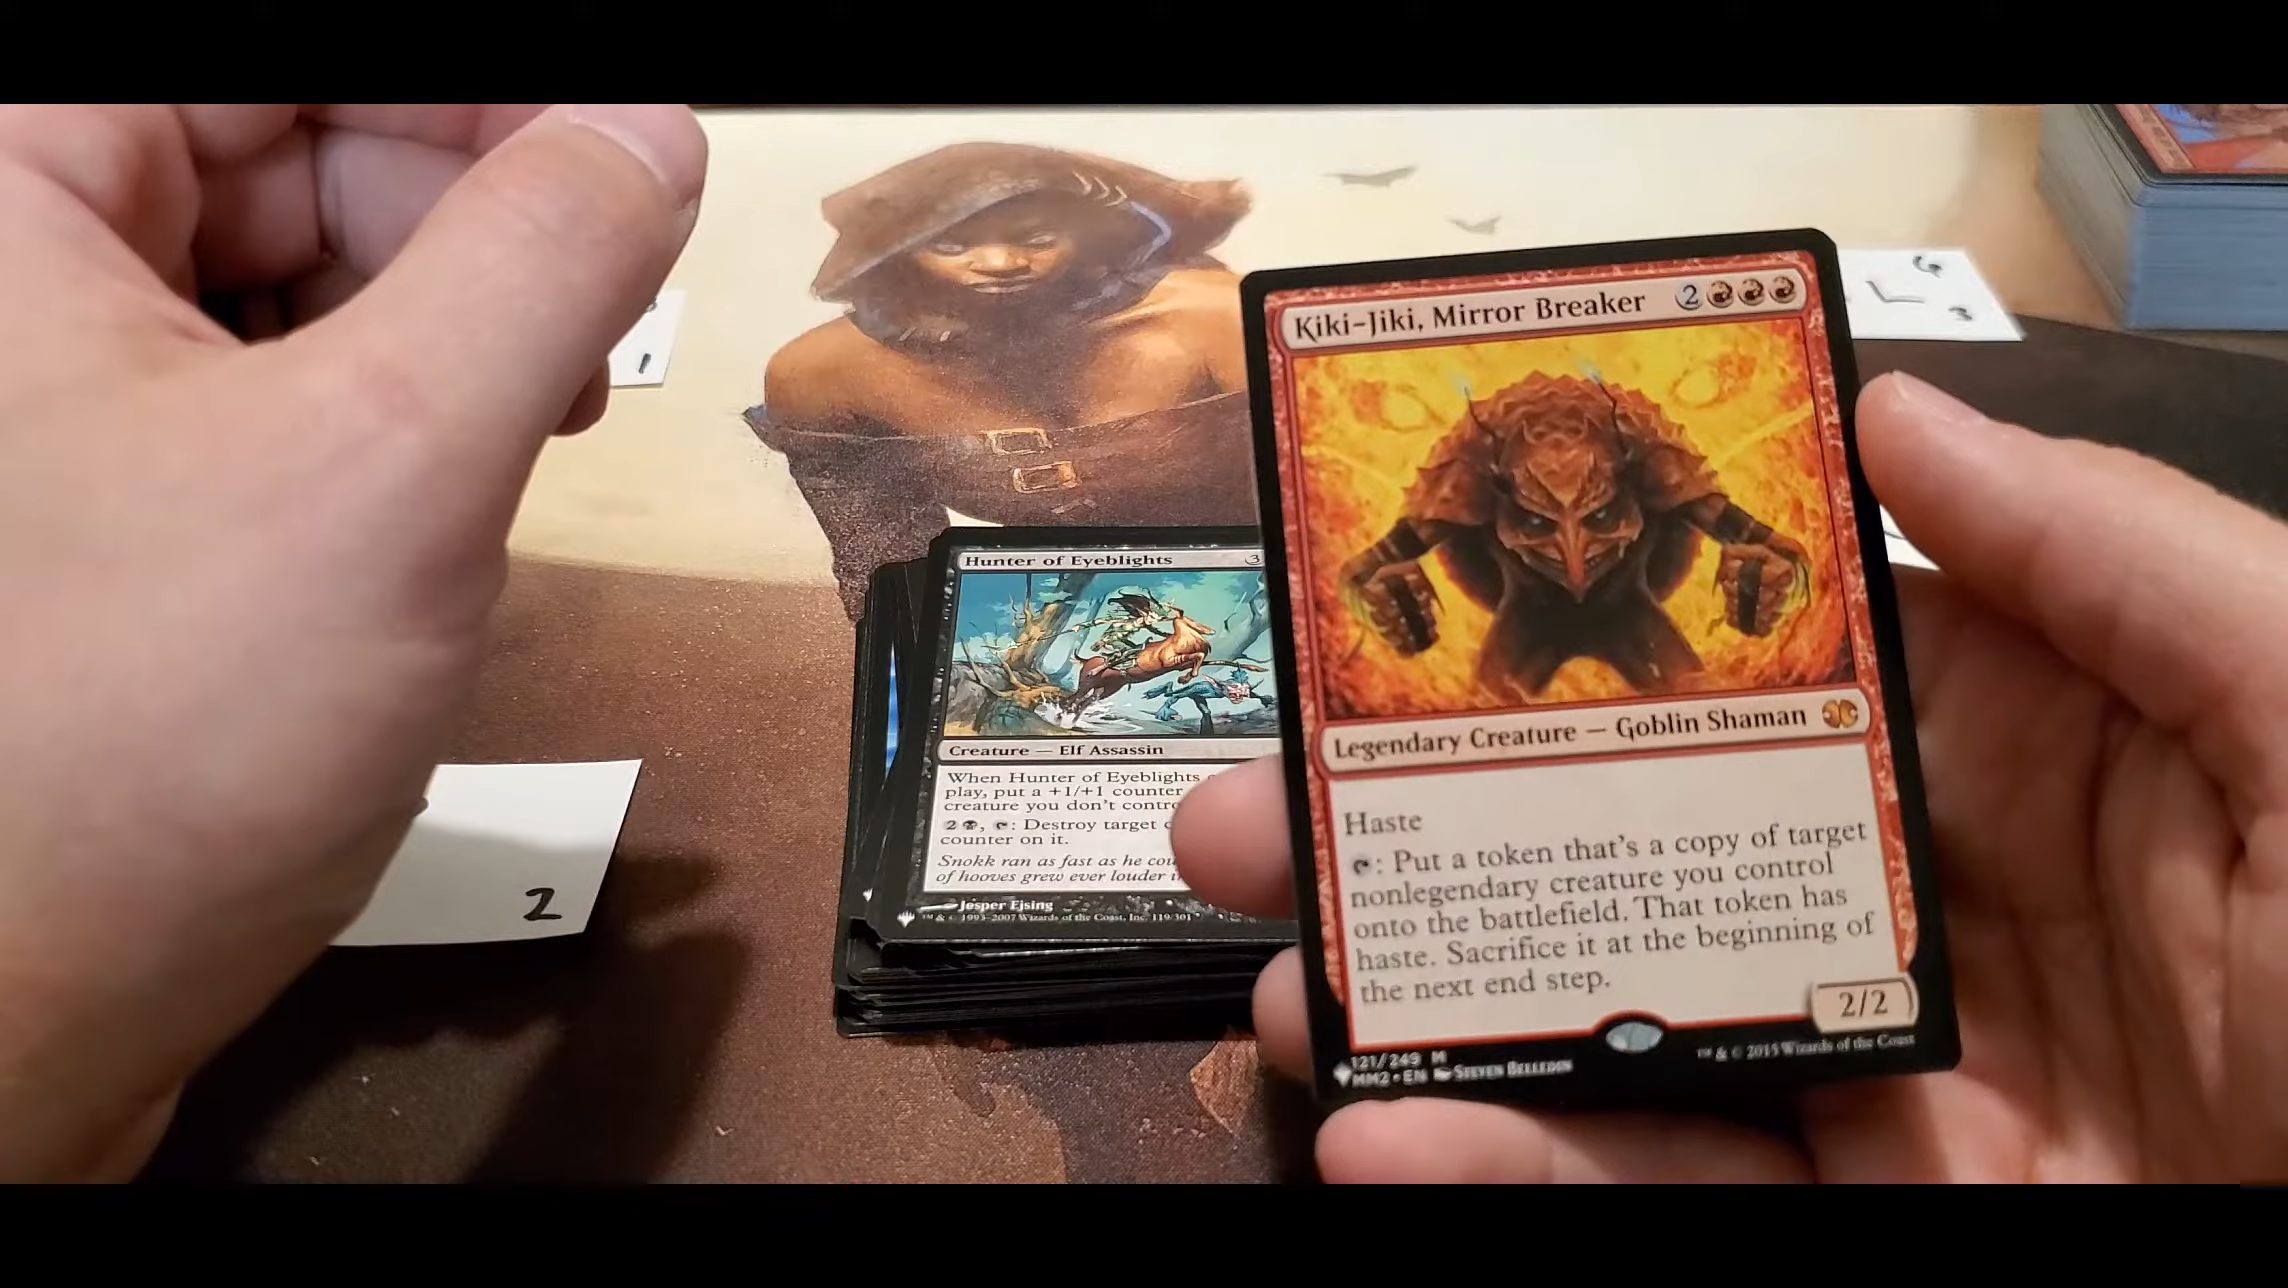 Kiki-Jiki, Mirror Breaker 2
Legendary Creature — Goblin Shaman
Haste
: Put a token that's a copy of target
nonlegendary creature you control
onto the battlefield. That token has
haste. Sacrifice it at the beginning of
the next end step.
2/2
121/249 M
MM2 • EN Steven Belledin
™ & © 2015 Wizards of the Coast
Hunter of Eyeblights 3
Creature — Elf Assassin
When Hunter of Eyeblights
play, put a +1/+1 counter
creature you don't
2, : Destroy target
counter on it.
Snokk ran as fast as he
of hooves grew ever louder
Jesper Ejsing
™ & © 1993–2007 Wizards of the Coast, Inc. 119/301
1
2
G
L
3